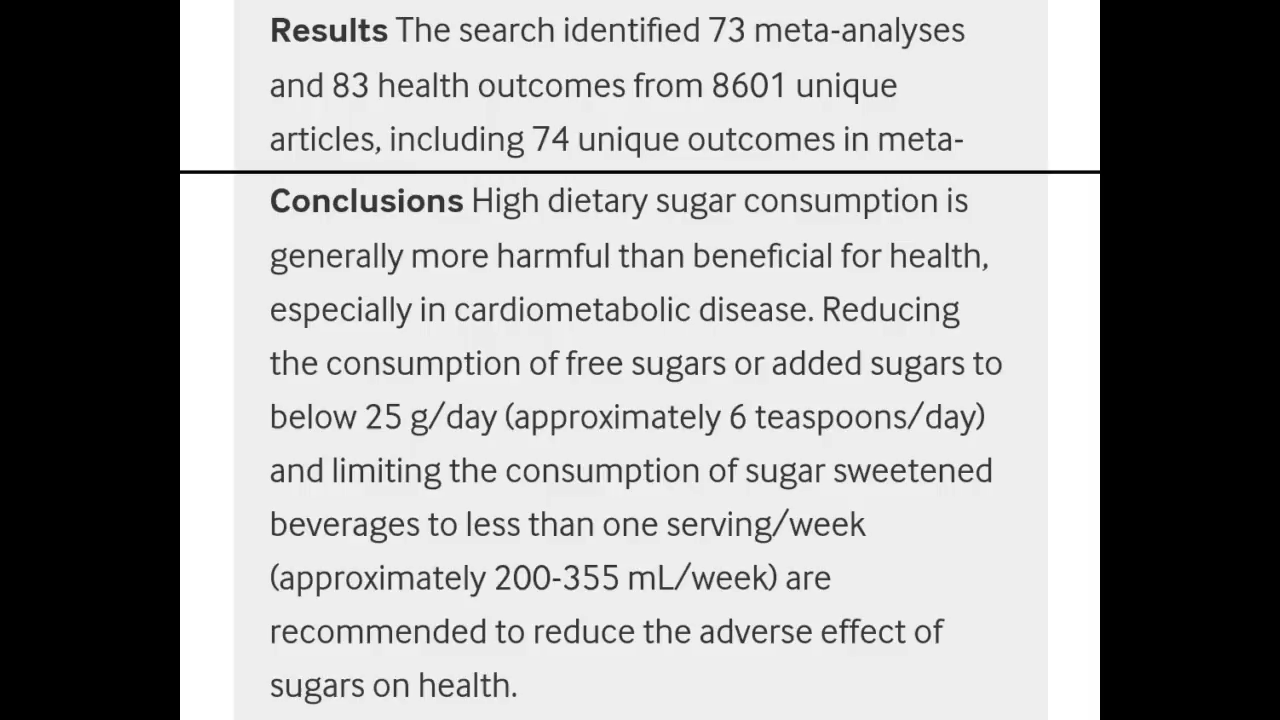 Results The search identified 73 meta-analyses
and 83 health outcomes from 8601 unique
articles, including 74 unique outcomes in meta-
Conclusions High dietary sugar consumption is
generally more harmful than beneficial for health,
especially in cardiometabolic disease. Reducing
the consumption of free sugars or added sugars to
below 25 g/day (approximately 6 teaspoons/day)
and limiting the consumption of sugar sweetened
beverages to less than one serving/week
(approximately 200-355 mL/week) are
recommended to reduce the adverse effect of
sugars on health.